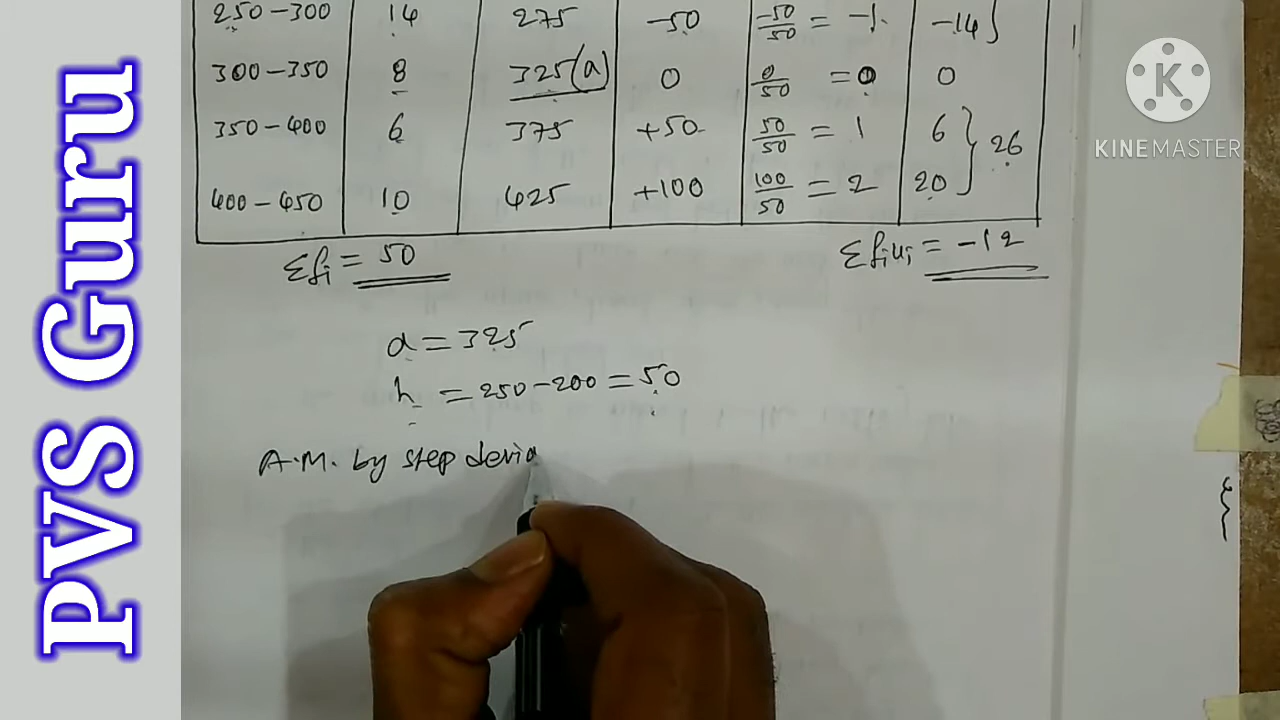 PVS Guru
KINEMASTER
250-300 14 275 -50 -50/50 = -1 -14
300-350 8 325(a) 0 0/50 = 0 0
350-400 6 375 +50 50/50 = 1 6 } 26
400-450 10 425 +100 100/50 = 2 20
Σfi = 50 Σfiui = -12
a = 325
h = 250-200 = 50
A.M. by step devia